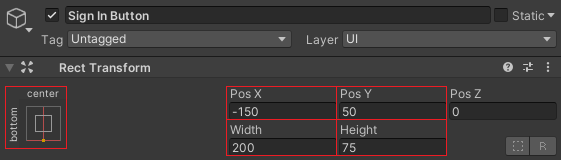 Sign In Button Static
Tag Untagged Layer UI
Rect Transform
center Pos X Pos Y Pos Z
bottom -150 50 0
Width Height
200 75 R